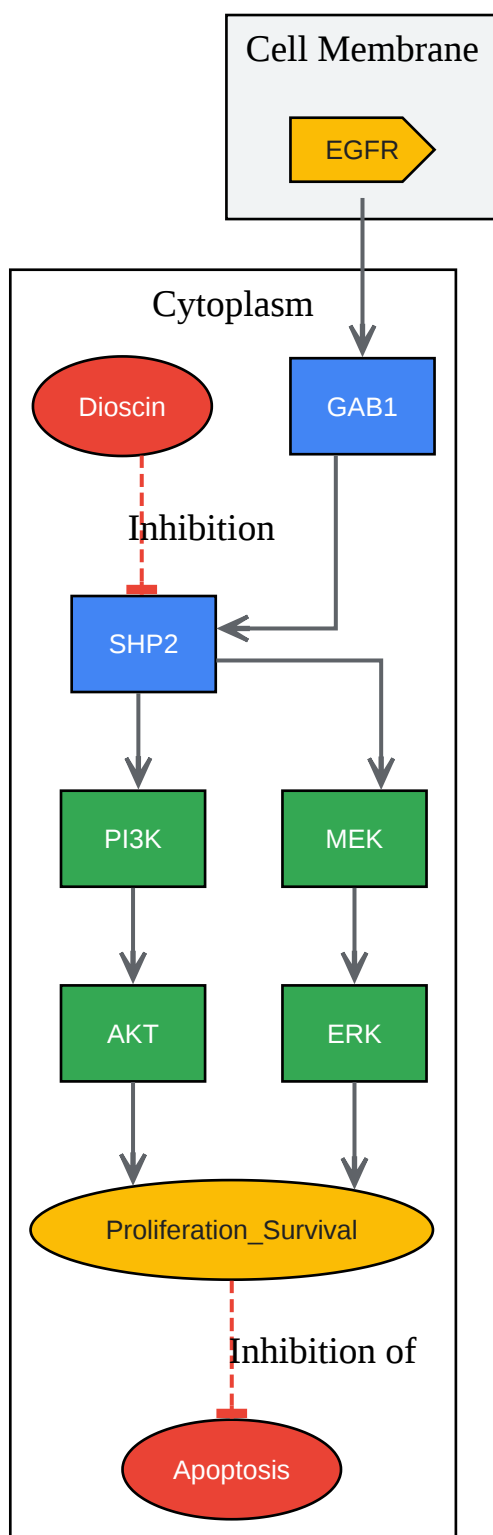 Cell Membrane
EGFR
Cytoplasm
Dioscin
GAB1
Inhibition
SHP2
PI3K
MEK
AKT
ERK
Proliferation_Survival
Inhibition of
Apoptosis